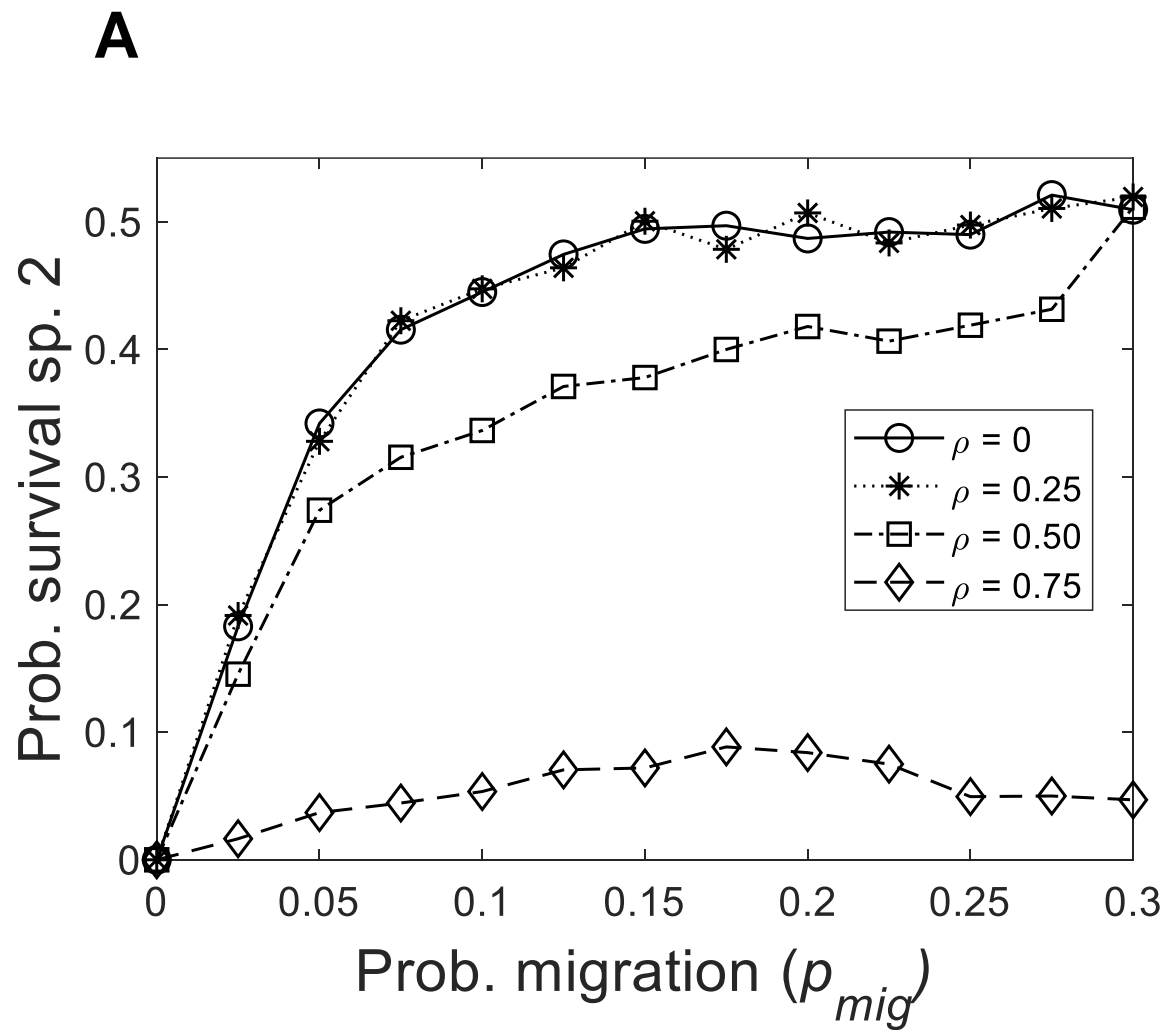 A
Prob. survival sp. 2
0.5
0.4
0.3
0.2
0.1
0
0 0.05 0.1 0.15 0.2 0.25 0.3
Prob. migration (p_mig)
ρ = 0
ρ = 0.25
ρ = 0.50
ρ = 0.75